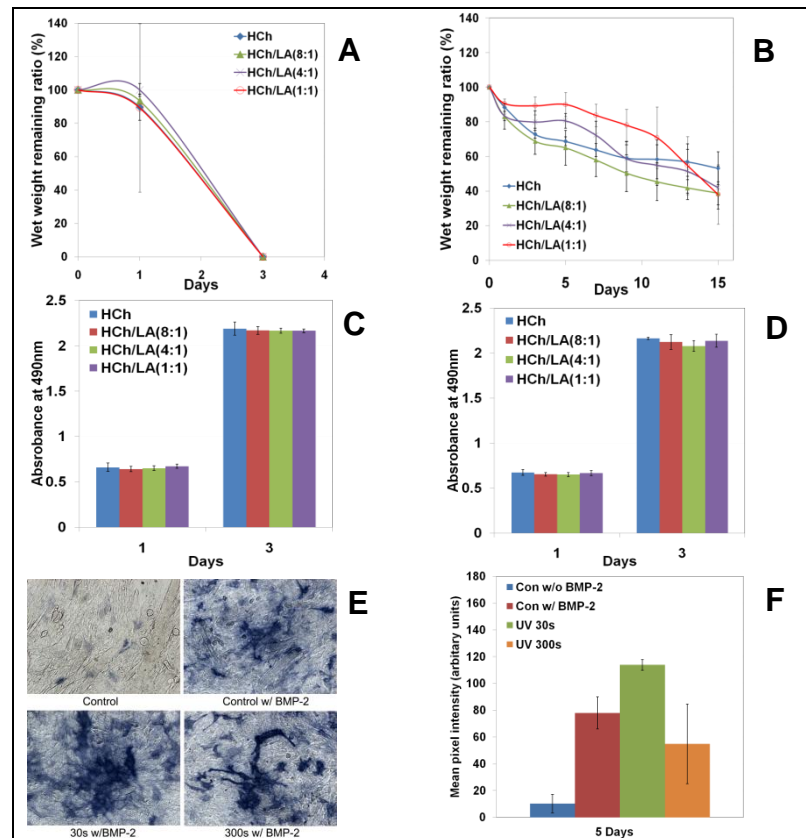 A
Wet weight remaining ratio (%)
140
120
100
80
60
40
20
0
0
1
2
3
4
Days
HCh
HCh/LA(8:1)
HCh/LA(4:1)
HCh/LA(1:1)
B
Wet weight remaining ratio (%)
140
120
100
80
60
40
20
0
0
5
10
15
Days
HCh
HCh/LA(8:1)
HCh/LA(4:1)
HCh/LA(1:1)
C
Absrobance at 490nm
2.5
2
1.5
1
0.5
0
1
3
Days
HCh
HCh/LA(8:1)
HCh/LA(4:1)
HCh/LA(1:1)
D
Absrobance at 490nm
2.5
2
1.5
1
0.5
0
1
3
Days
HCh
HCh/LA(8:1)
HCh/LA(4:1)
HCh/LA(1:1)
E
Control
Control w/ BMP-2
30s w/BMP-2
300s w/ BMP-2
F
Mean pixel intensity (arbitary units)
180
160
140
120
100
80
60
40
20
0
5 Days
Con w/o BMP-2
Con w/ BMP-2
UV 30s
UV 300s